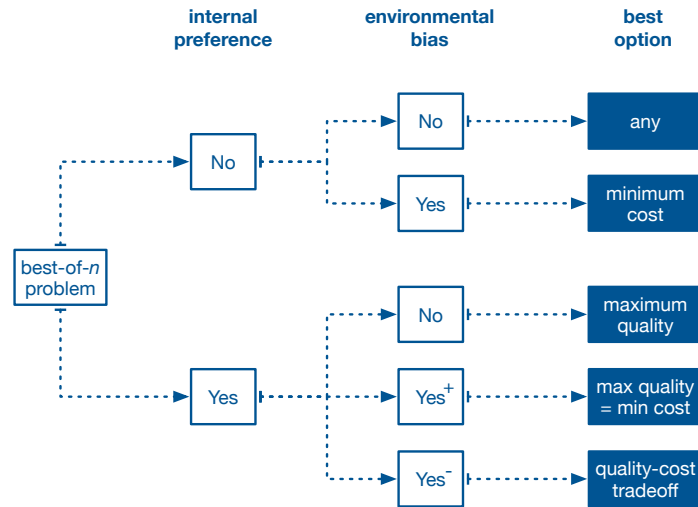 internal
preference
environmental
bias
best
option
No
any
No
Yes
minimum
cost
best-of-n
problem
No
maximum
quality
Yes
Yes+
max quality
= min cost
Yes-
quality-cost
tradeoff